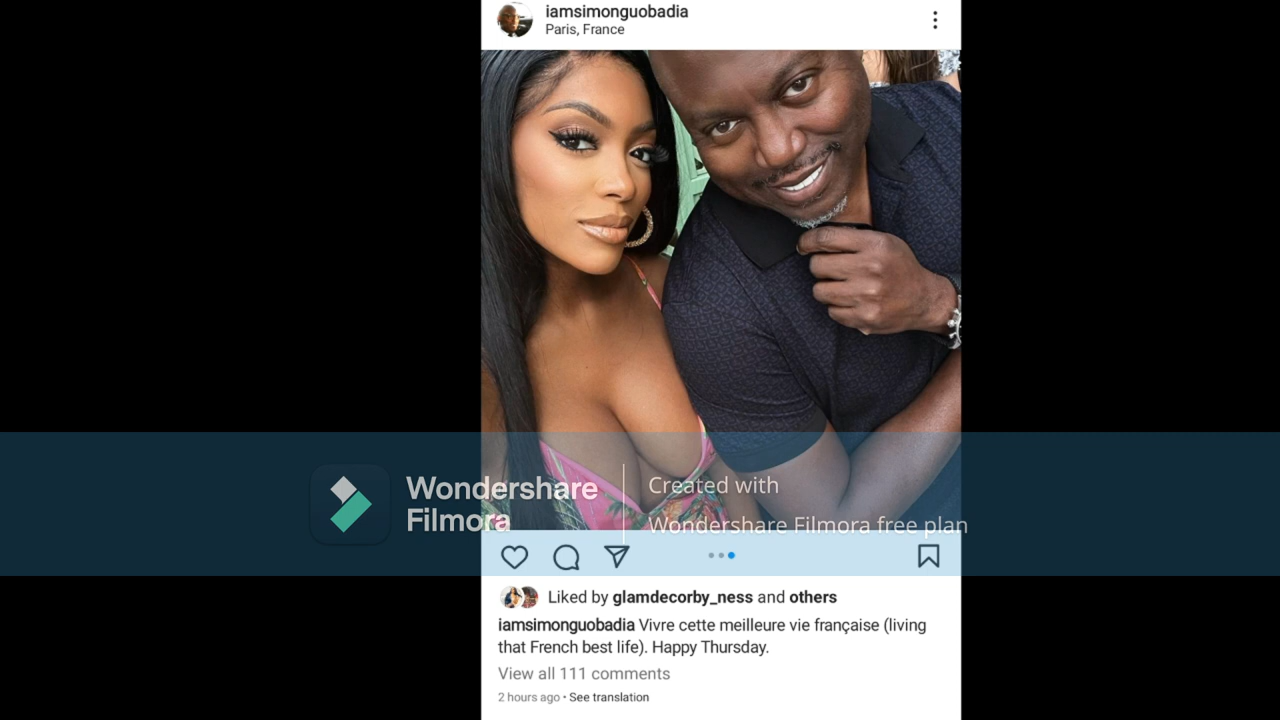 iamsimonguobadia
Paris, France
Wondershare
Filmora
Created with
Wondershare Filmora free plan
Liked by glamdecorby_ness and others
iamsimonguobadia Vivre cette meilleure vie française (living
that French best life). Happy Thursday.
View all 111 comments
2 hours ago • See translation